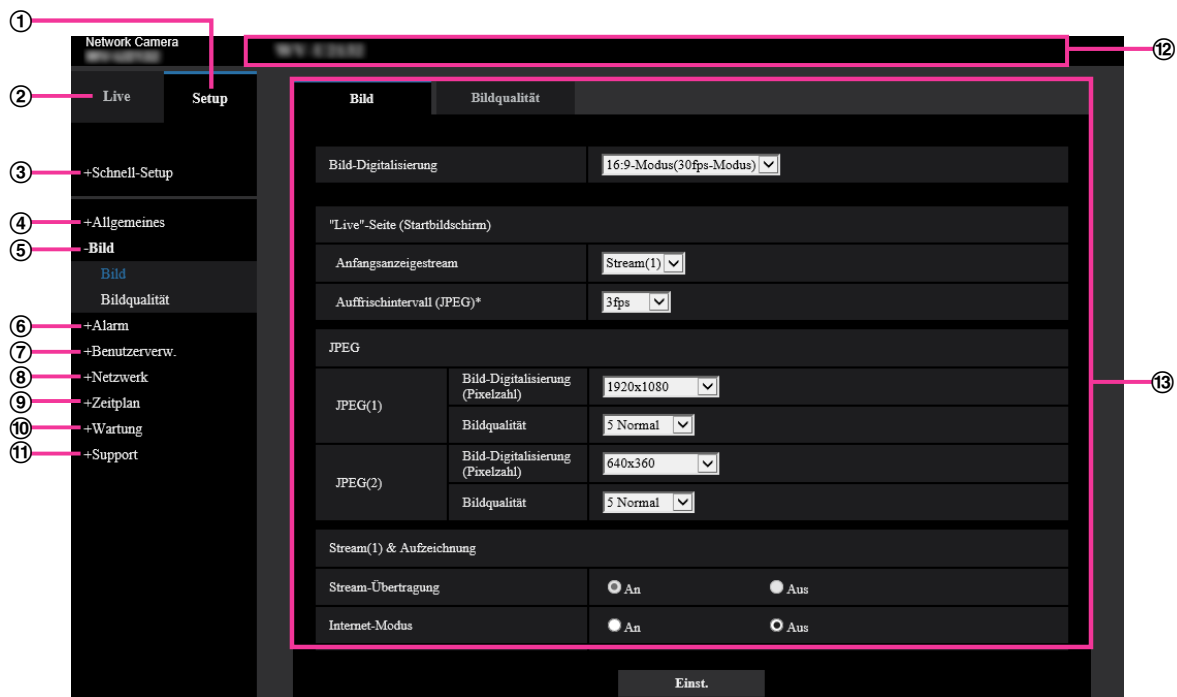 ①
Network Camera
⑫
② Live Setup
Bild Bildqualität
Bild-Digitalisierung 16:9-Modus(30fps-Modus)
③ +Schnell-Setup
④ +Allgemeines
"Live"-Seite (Startbildschirm)
⑤ -Bild
Bild
Anfangsanzeigestream Stream(1)
Bildqualität
Auffrischintervall (JPEG)* 3fps
⑥ +Alarm
⑦ +Benutzerverw.
JPEG
⑧ +Netzwerk
JPEG(1) Bild-Digitalisierung (Pixelzahl) 1920x1080
⑬
⑨ +Zeitplan
⑩ +Wartung
Bildqualität 5 Normal
⑪ +Support
JPEG(2) Bild-Digitalisierung (Pixelzahl) 640x360
Bildqualität 5 Normal
Stream(1) & Aufzeichnung
Stream-Übertragung An Aus
Internet-Modus An Aus
Einst.